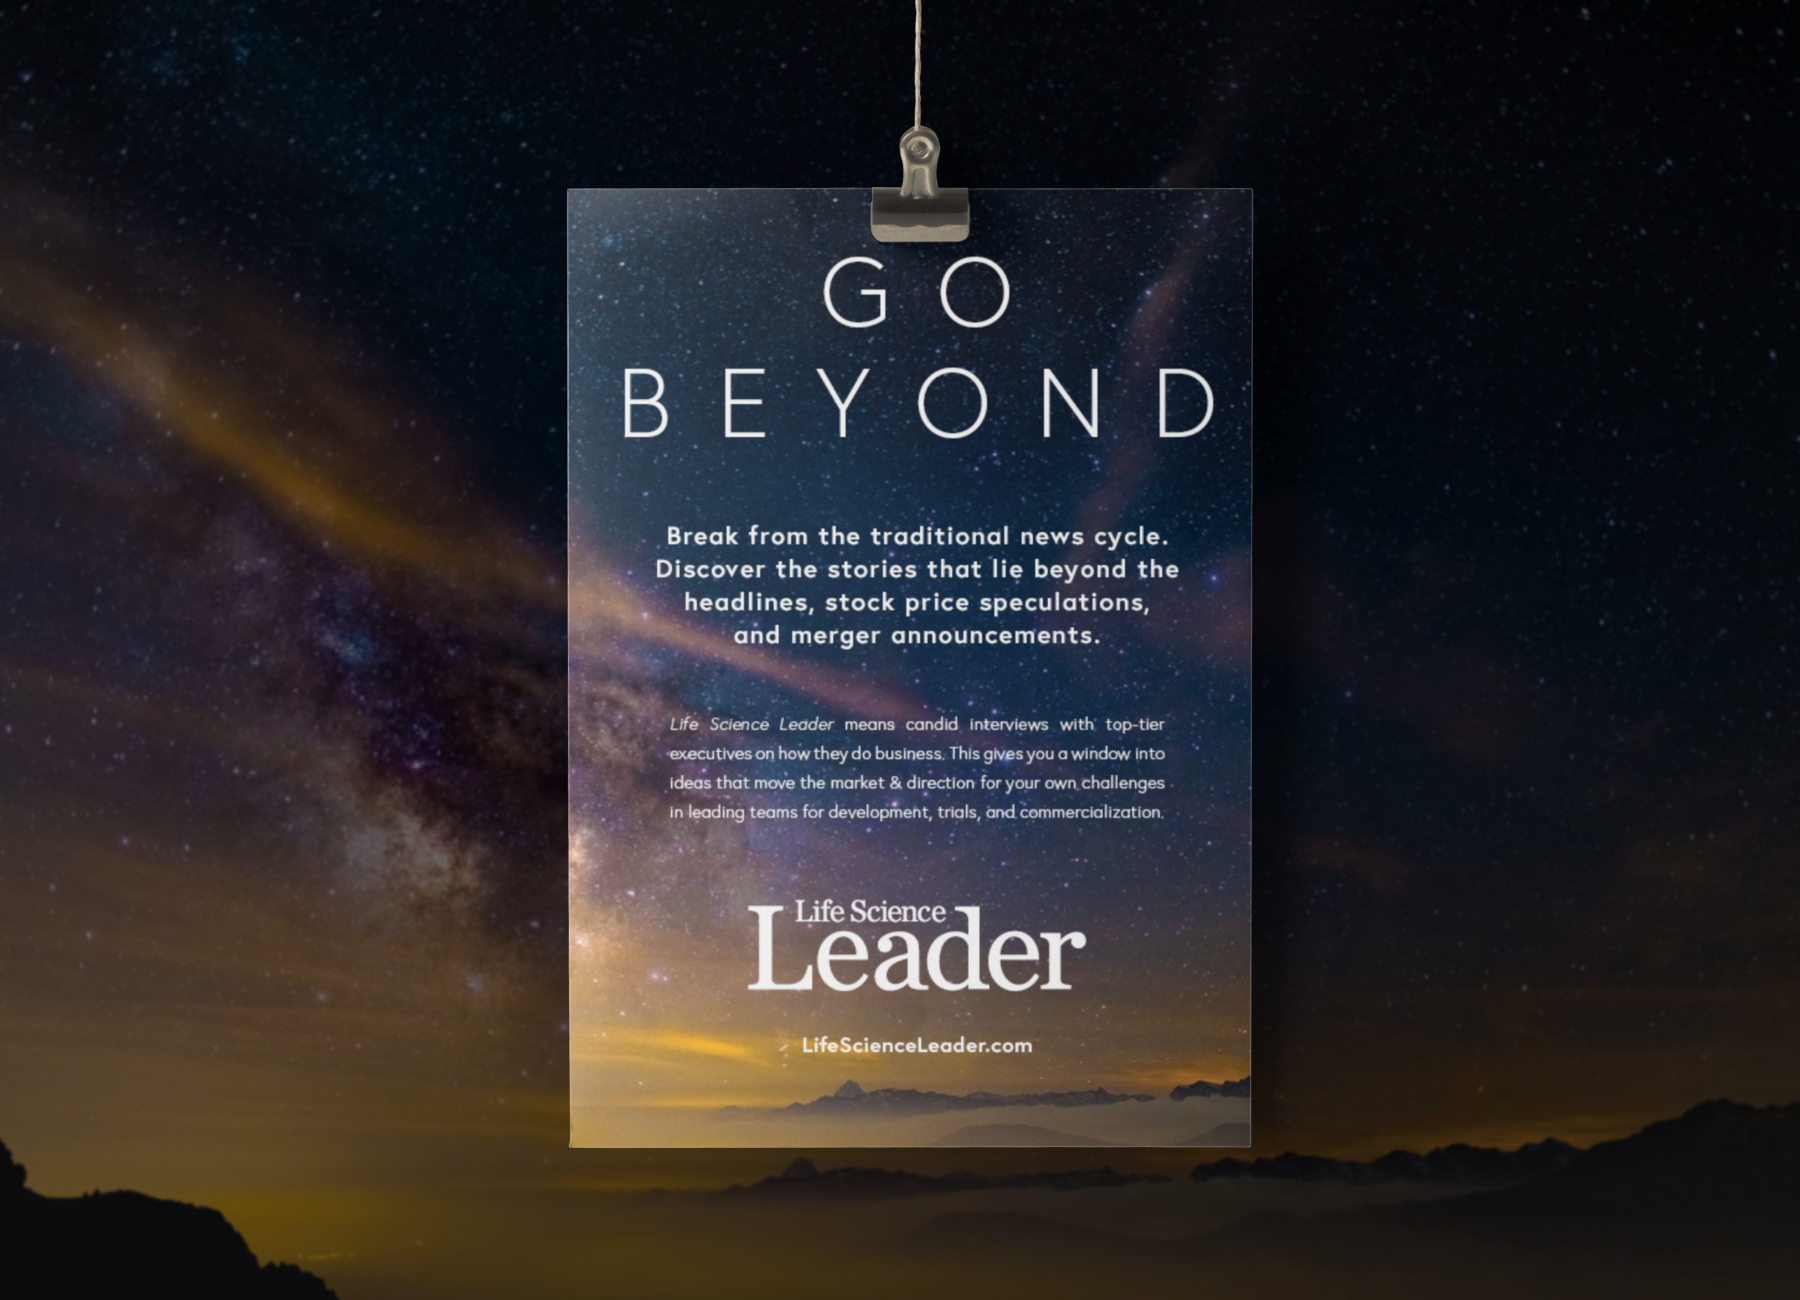 GO
BEYOND
Break from the traditional news cycle.
Discover the stories that lie beyond the
headlines, stock price speculations,
and merger announcements.
Life Science Leader means candid interviews with top-tier
executives on how they do business. This gives you a window into
ideas that move the market & direction for your own challenges
in leading teams for development, trials, and commercialization.
Life Science
Leader
LifeScienceLeader.com